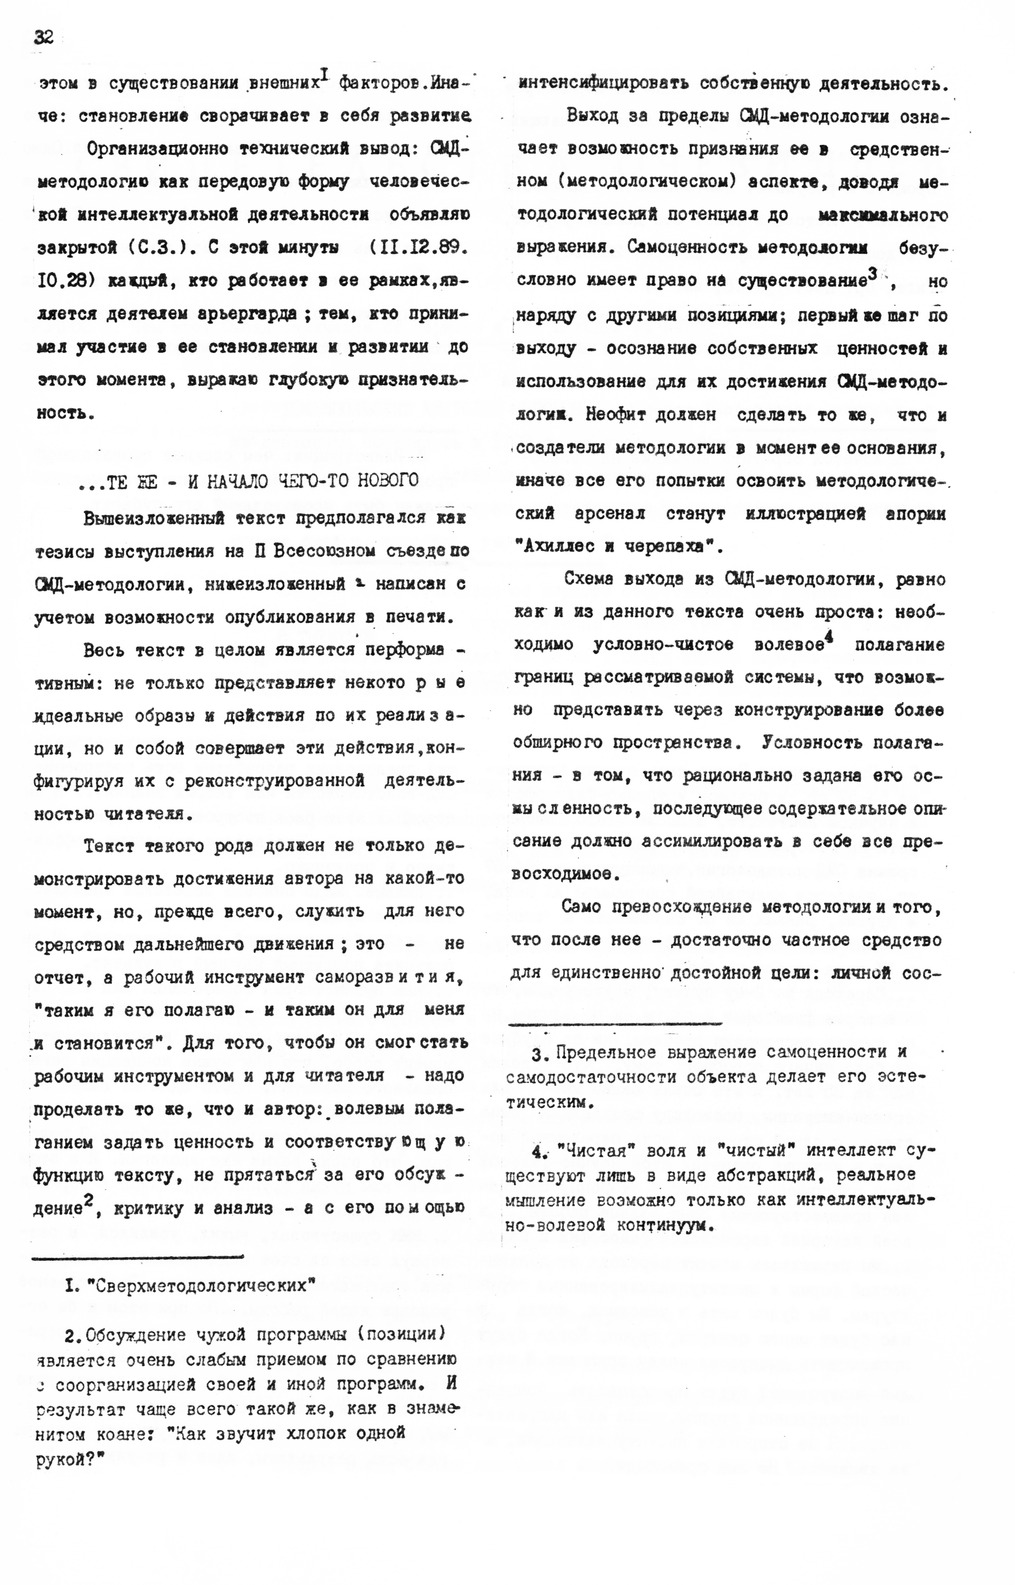 32
этом в существовании внешних¹ факторов.Ина-
че: становление сворачивает в себя развитие
Организационно технический вывод: СМД-
методологию как передовую форму человечес-
кой интеллектуальной деятельности объявляю
закрытой (С.З.). С этой минуты (II.I2.89.
I0.28) каждый, кто работает в ее рамках,яв-
ляется деятелем арьергарда ; тем, кто прини-
мал участие в ее становлении и развитии до
этого момента, выражаю глубокую признатель-
ность.
...ТЕ ЖЕ - И НАЧАЛО ЧЕГО-ТО НОВОГО
Вышеизложенный текст предполагался как
тезисы выступления на П Всесоюзном съезде по
СМД-методологии, нижеизложенный - написан с
учетом возможности опубликования в печати.
Весь текст в целом является перформа -
тивным: не только представляет некото р ы е
идеальные образы и действия по их реализ а-
ции, но и собой совершает эти действия,кон-
фигурируя их с реконструированной деятель-
ностью читателя.
Текст такого рода должен не только де-
монстрировать достижения автора на какой-то
момент, но, прежде всего, служить для него
средством дальнейшего движения ; это - не
отчет, а рабочий инструмент саморазв и т и я,
"таким я его полагаю - и таким он для меня
и становится". Для того, чтобы он смог стать
рабочим инструментом и для читателя - надо
проделать то же, что и автор: волевым пола-
ганием задать ценность и соответству ющ у ю
функцию тексту, не прятаться за его обсуж -
дение², критику и анализ - а с его пом ощью
I. "Сверхметодологических"
2.Обсуждение чужой программы (позиции)
является очень слабым приемом по сравнению
с соорганизацией своей и иной программ. И
результат чаще всего такой же, как в знаме-
нитом коане: "Как звучит хлопок одной
рукой?"
интенсифицировать собственную деятельность.
Выход за пределы СМД-методологии озна-
чает возможность признания ее в средствен-
ном (методологическом) аспекте, доводя ме-
тодологический потенциал до максимального
выражения. Самоценность методологии безу-
словно имеет право на существование³ , но
наряду с другими позициями; первый же шаг по
выходу - осознание собственных ценностей и
использование для их достижения СМД-методо-
логии. Неофит должен сделать то же, что и
создатели методологии в момент ее основания,
иначе все его попытки освоить методологиче-
ский арсенал станут иллюстрацией апории
"Ахиллес и черепаха".
Схема выхода из СМД-методологии, равно
как и из данного текста очень проста: необ-
ходимо условно-чистое волевое⁴ полагание
границ рассматриваемой системы, что возмож-
но представить через конструирование более
обширного пространства. Условность полага-
ния - в том, что рационально задана его ос-
мы сл енность, последующее содержательное опи-
сание должно ассимилировать в себе все пре-
восходимое.
Само превосхождение методологии и того,
что после нее - достаточно частное средство
для единственно достойной цели: личной сос-
3. Предельное выражение самоценности и
самодостаточности объекта делает его эсте-
тическим.
4. "Чистая" воля и "чистый" интеллект су-
ществуют лишь в виде абстракций, реальное
мышление возможно только как интеллектуаль-
но-волевой континуум.